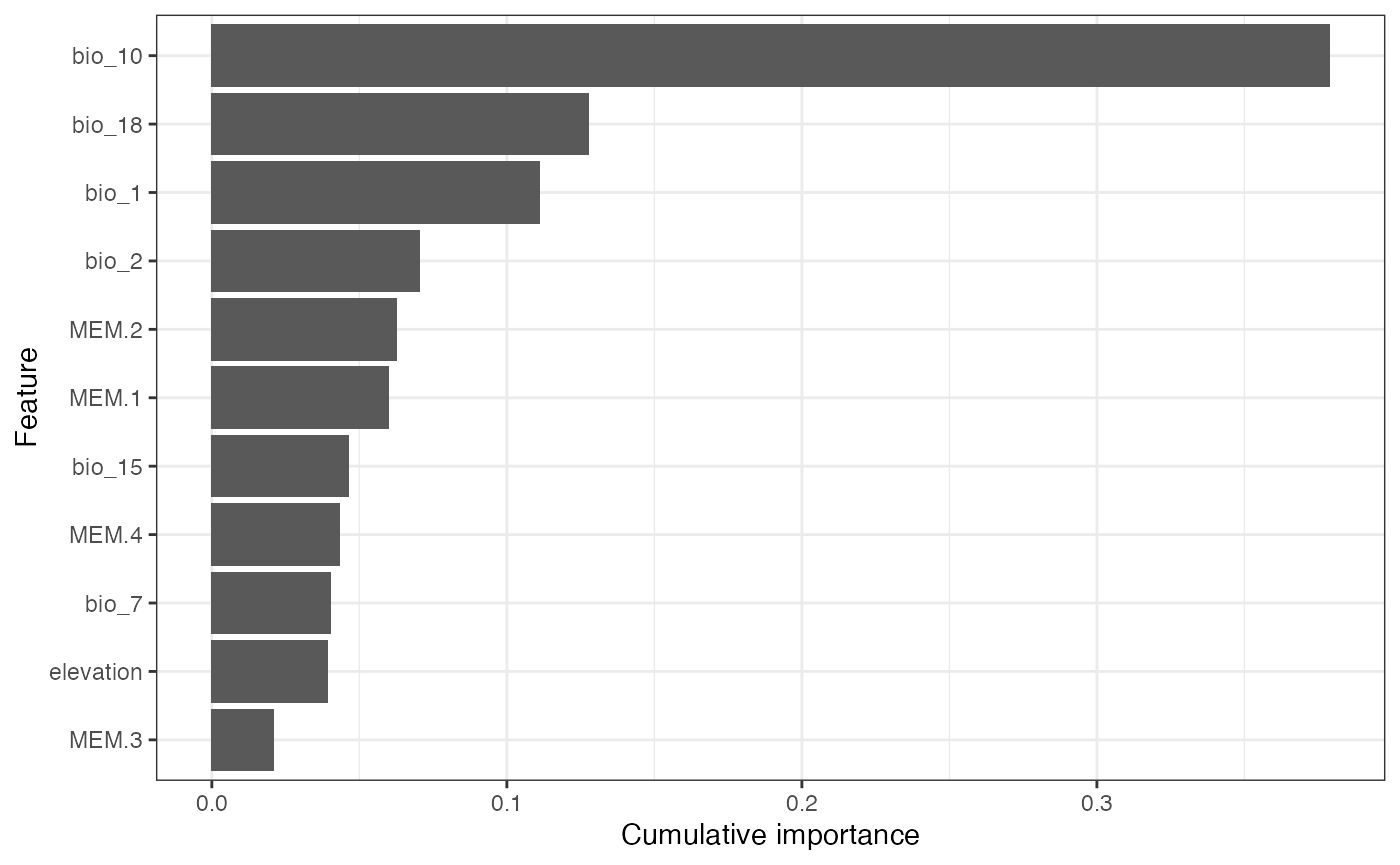 Feature
bio_10
bio_18
bio_1
bio_2
MEM.2
MEM.1
bio_15
MEM.4
bio_7
elevation
MEM.3
0.0 0.1 0.2 0.3
Cumulative importance